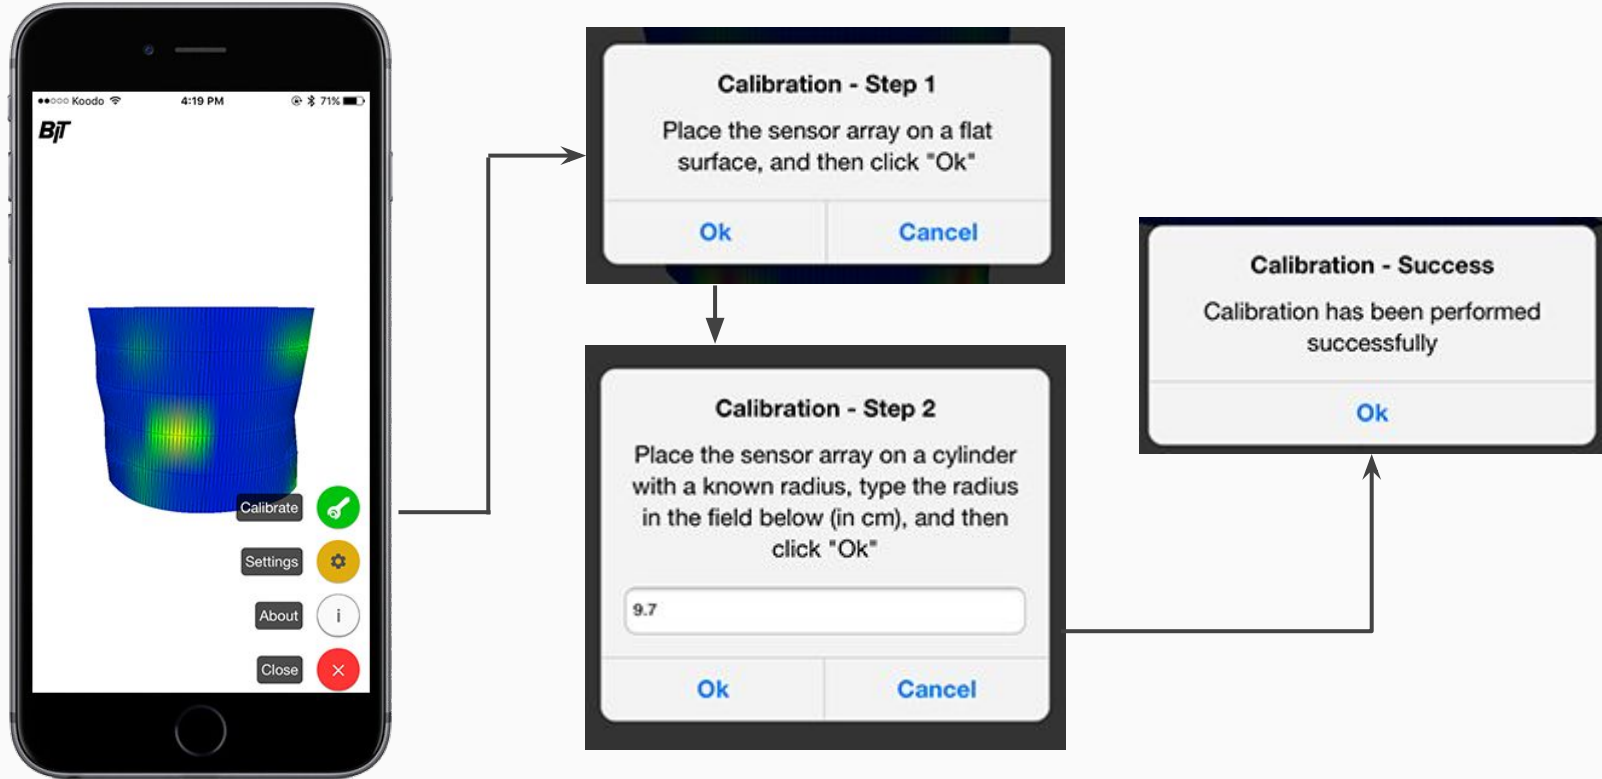 Koodo
4:19 PM
71%
BjT
Calibrate
Settings
About
i
Close
Calibration - Step 1
Place the sensor array on a flat
surface, and then click "Ok"
Ok
Cancel
Calibration - Step 2
Place the sensor array on a cylinder
with a known radius, type the radius
in the field below (in cm), and then
click "Ok"
9.7
Ok
Cancel
Calibration - Success
Calibration has been performed
successfully
Ok